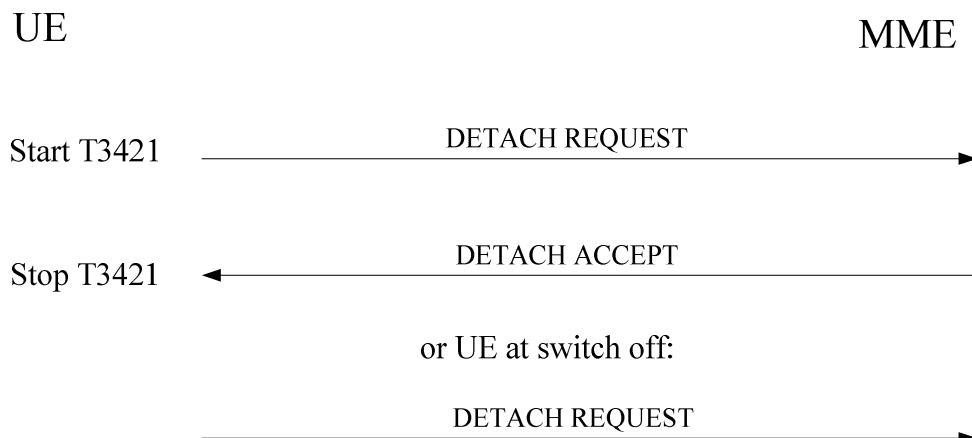 UE
MME
Start T3421
DETACH REQUEST
Stop T3421
DETACH ACCEPT
or UE at switch off:
DETACH REQUEST